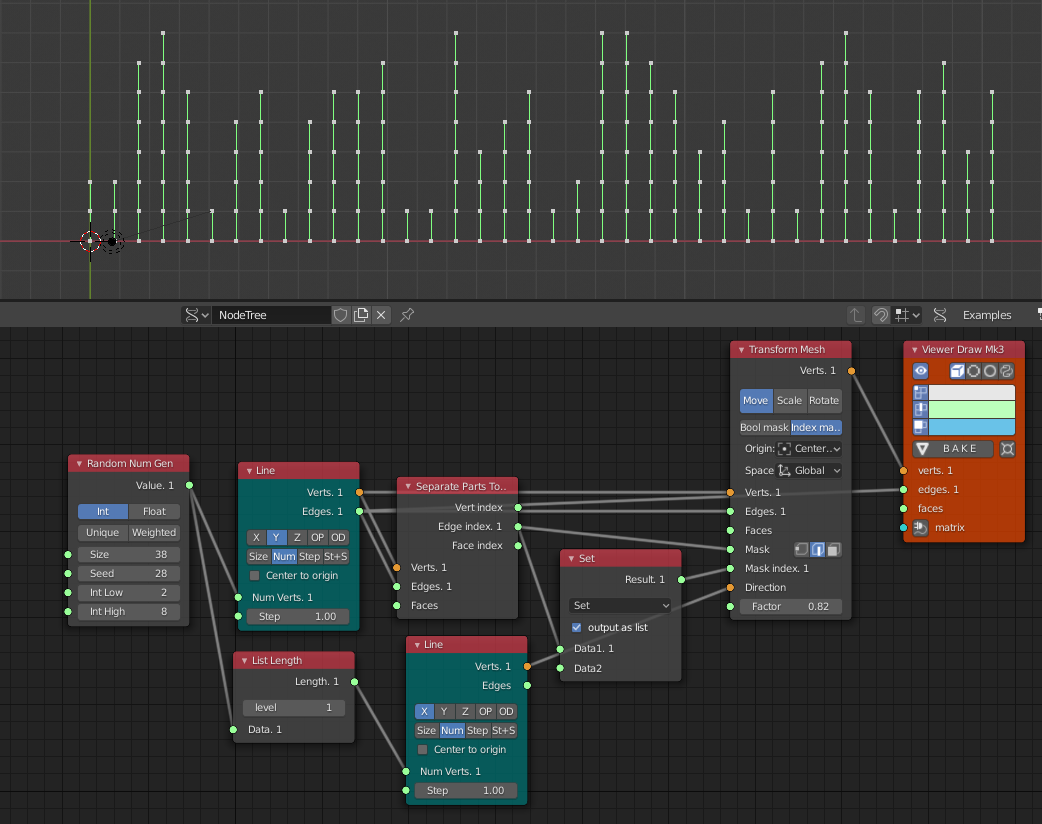 NodeTree
Examples
Transform Mesh
Verts. 1
Move Scale Rotate
Bool mask Index ma..
Origin: Center..
Space Global
Verts. 1
Edges. 1
Faces
Mask
Mask index. 1
Direction
Factor 0.82
Viewer Draw Mk3
BAKE
verts. 1
edges. 1
faces
matrix
Random Num Gen
Value. 1
Int Float
Unique Weighted
Size 38
Seed 28
Int Low 2
Int High 8
Line
Verts. 1
Edges. 1
X Y Z OP OD
Size Num Step St+S
Center to origin
Num Verts. 1
Step 1.00
Separate Parts To..
Vert index
Edge index. 1
Face index
Verts. 1
Edges. 1
Faces
Set
Result. 1
Set
output as list
Data1. 1
Data2
List Length
Length. 1
level 1
Data. 1
Line
Verts. 1
Edges
X Y Z OP OD
Size Num Step St+S
Center to origin
Num Verts. 1
Step 1.00